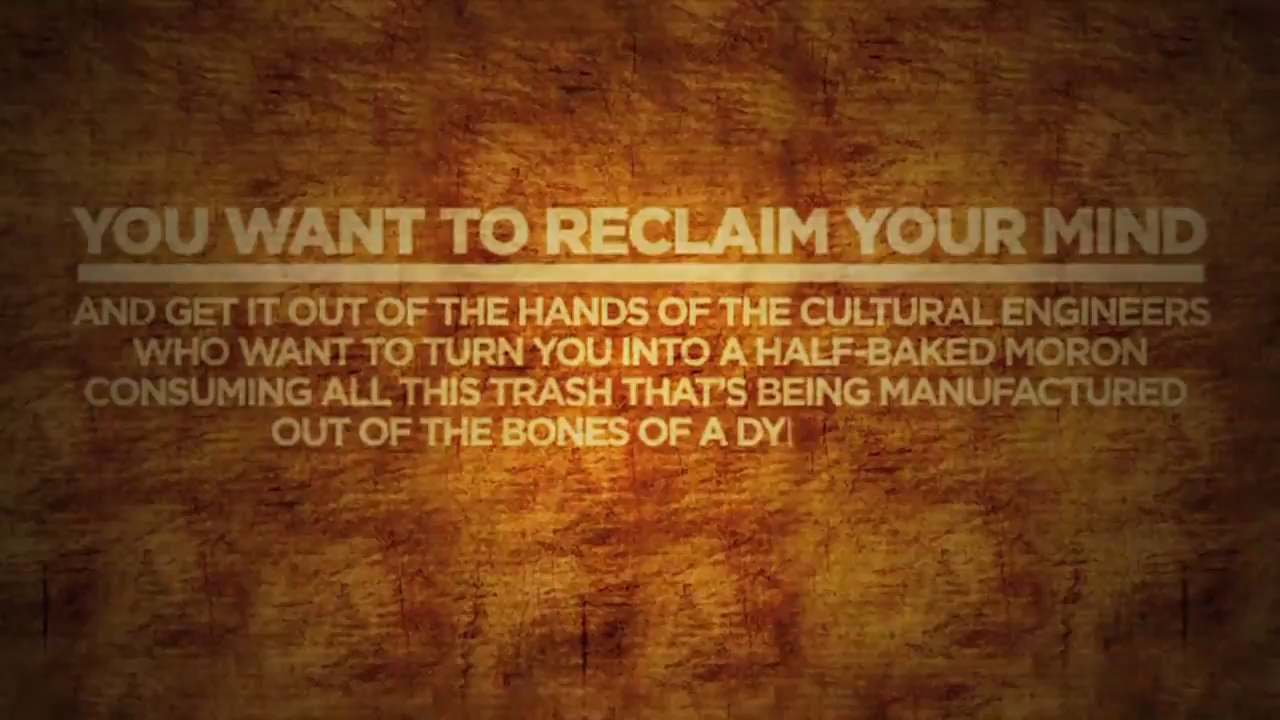 YOU WANT TO RECLAIM YOUR MIND
AND GET IT OUT OF THE HANDS OF THE CULTURAL ENGINEERS
WHO WANT TO TURN YOU INTO A HALF-BAKED MORON
CONSUMING ALL THIS TRASH THAT'S BEING MANUFACTURED
OUT OF THE BONES OF A DY